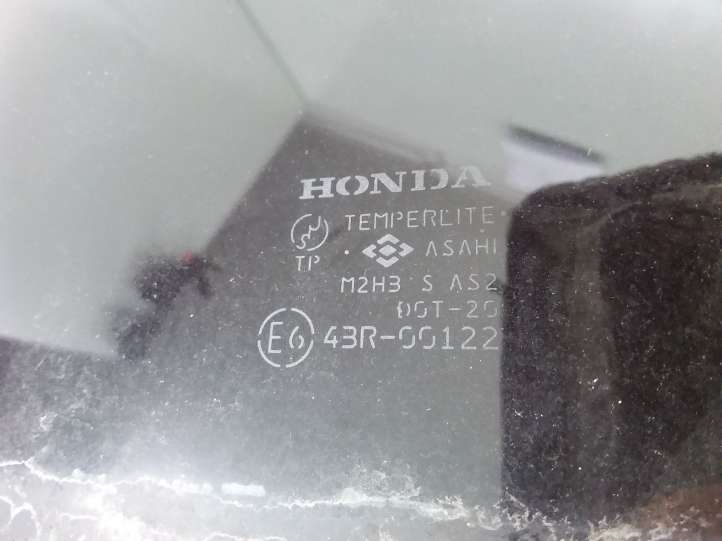 HONDA
TEMPERLITE
TP ASAHI
M2H3 S AS2
DOT-20
E6 43R-00122